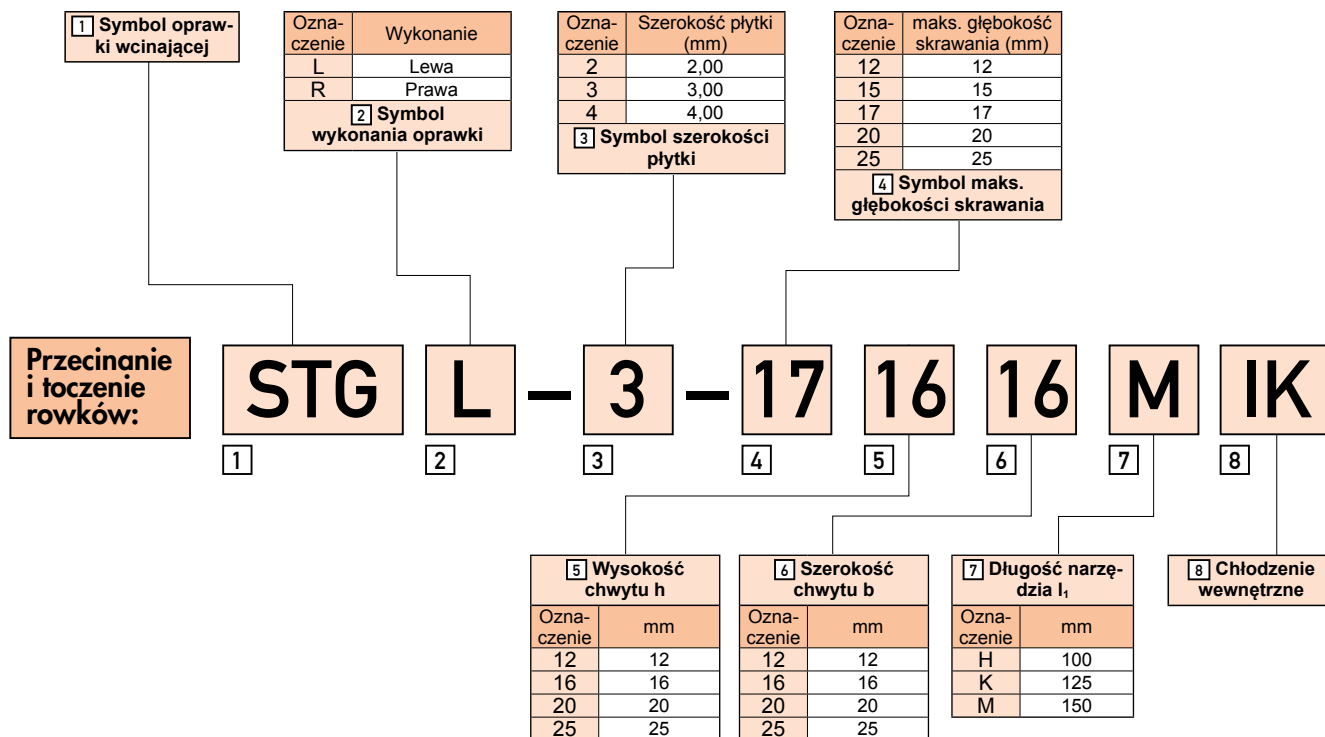 1 Symbol opraw-
ki wcinającej
Ozna-
czenie
Wykonanie
L Lewa
R Prawa
2 Symbol
wykonania oprawki
Ozna-
czenie
Szerokość płytki
(mm)
2 2,00
3 3,00
4 4,00
3 Symbol szerokości
płytki
Ozna-
czenie
maks. głębokość
skrawania (mm)
12 12
15 15
17 17
20 20
25 25
4 Symbol maks.
głębokości skrawania
Przecinanie
i toczenie
rowków:
STG L – 3 – 17 16 16 M IK
1 2 3 4 5 6 7 8
5 Wysokość
chwytu h
Ozna-
czenie
mm
12 12
16 16
20 20
25 25
6 Szerokość
chwytu b
Ozna-
czenie
mm
12 12
16 16
20 20
25 25
7 Długość narzę-
dzia l₁
Ozna-
czenie
mm
H 100
K 125
M 150
8 Chłodzenie
wewnętrzne